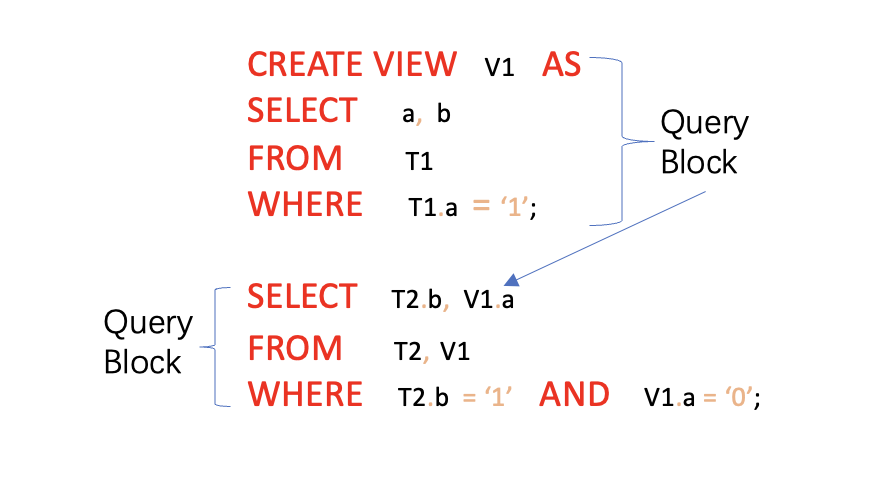 CREATE VIEW V1 AS
SELECT a, b
FROM T1
WHERE T1.a = ‘1’;
Query
Block
SELECT T2.b, V1.a
FROM T2, V1
WHERE T2.b = ‘1’ AND V1.a = ‘0’;
Query
Block